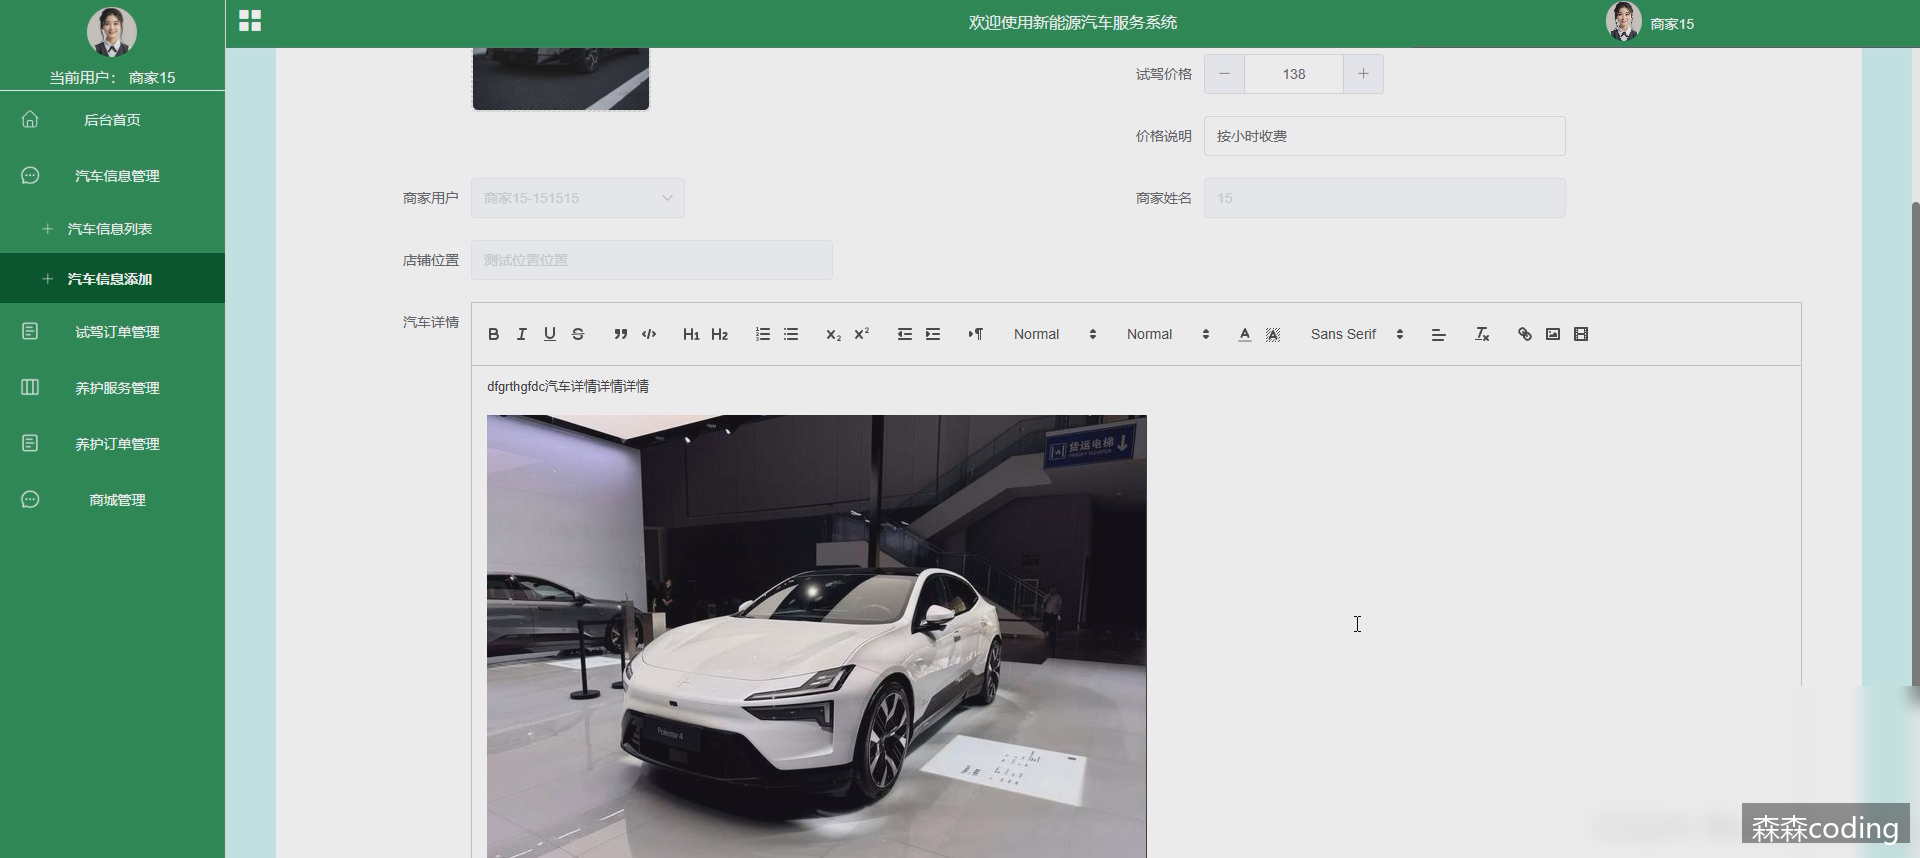 欢迎使用新能源汽车服务系统
商家15
当前用户： 商家15
后台首页
汽车信息管理
汽车信息列表
汽车信息添加
试驾订单管理
养护服务管理
养护订单管理
商城管理
试驾价格
138
价格说明
按小时收费
商家用户
商家15-151515
商家姓名
15
店铺位置
测试位置位置
汽车详情
B I U S H1 H2 Normal Normal A Sans Serif
dfgrthgfdc汽车详情详情详情
货运电梯
FREIGHT ELEVATOR
Polestar 4
森森coding